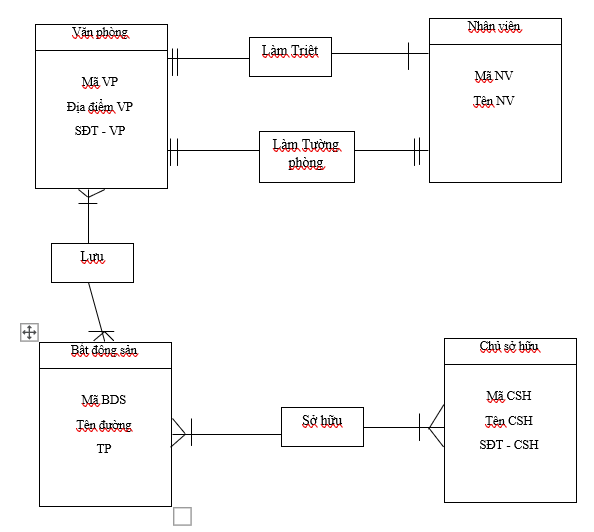 Văn phòng
Mã VP
Địa điểm VP
SĐT - VP
Làm Triệt
Nhân viên
Mã NV
Tên NV
Làm Tường
phòng
Lưu
Bất động sản
Mã BDS
Tên đường
TP
Sở hữu
Chủ sở hữu
Mã CSH
Tên CSH
SĐT - CSH